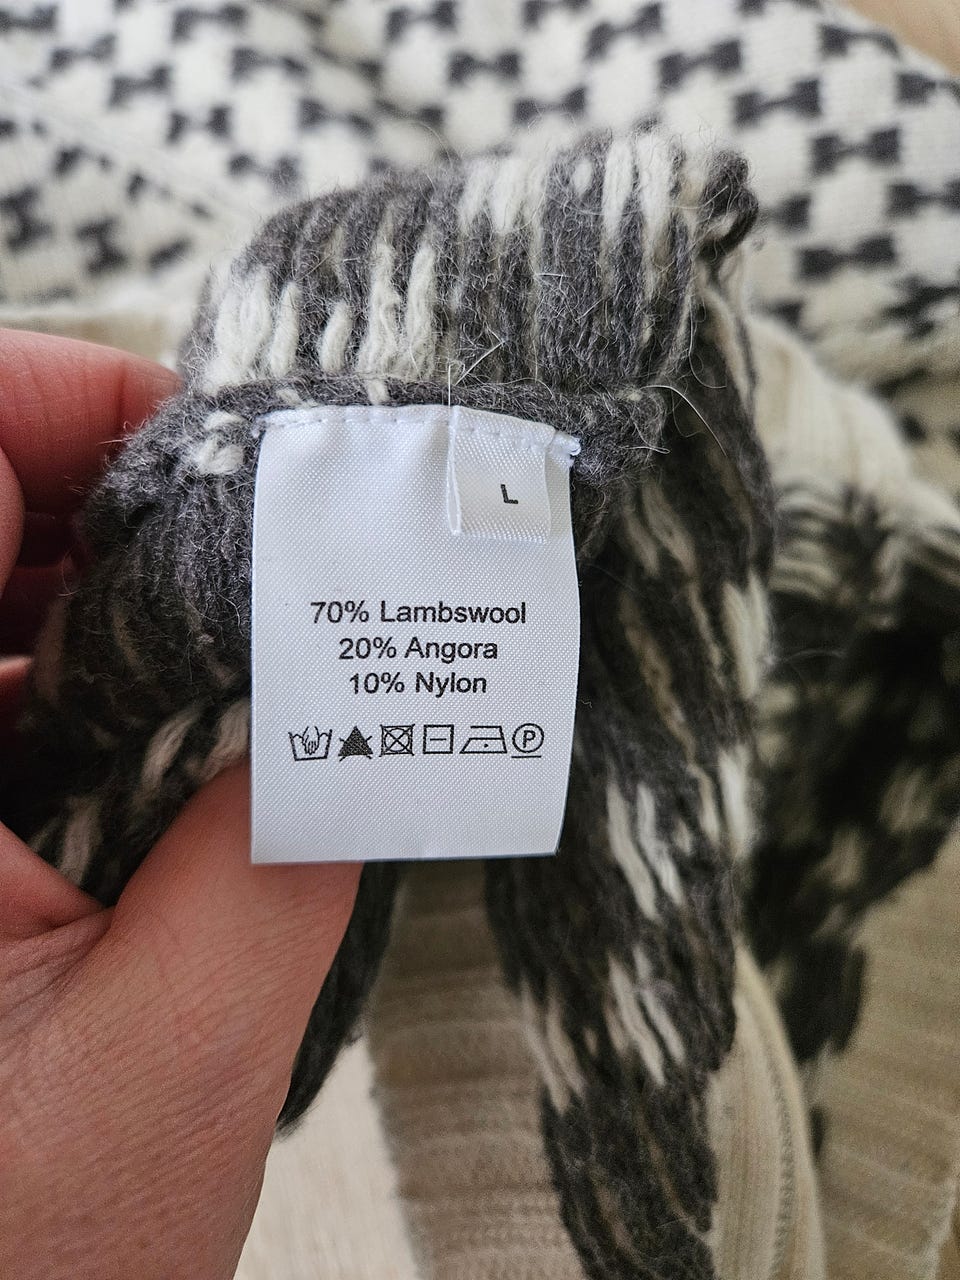 L
70% Lambswool
20% Angora
10% Nylon
P